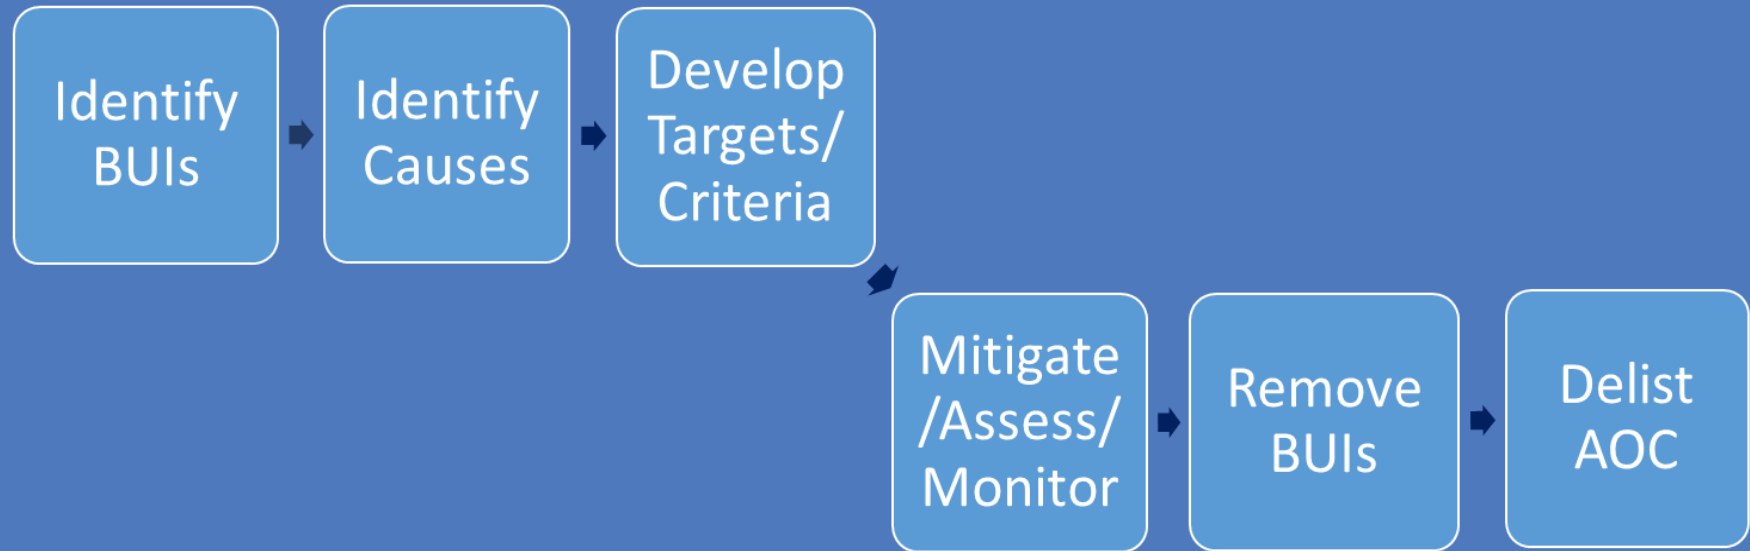 Identify
BUIs
Identify
Causes
Develop
Targets/
Criteria
Mitigate
/Assess/
Monitor
Remove
BUIs
Delist
AOC